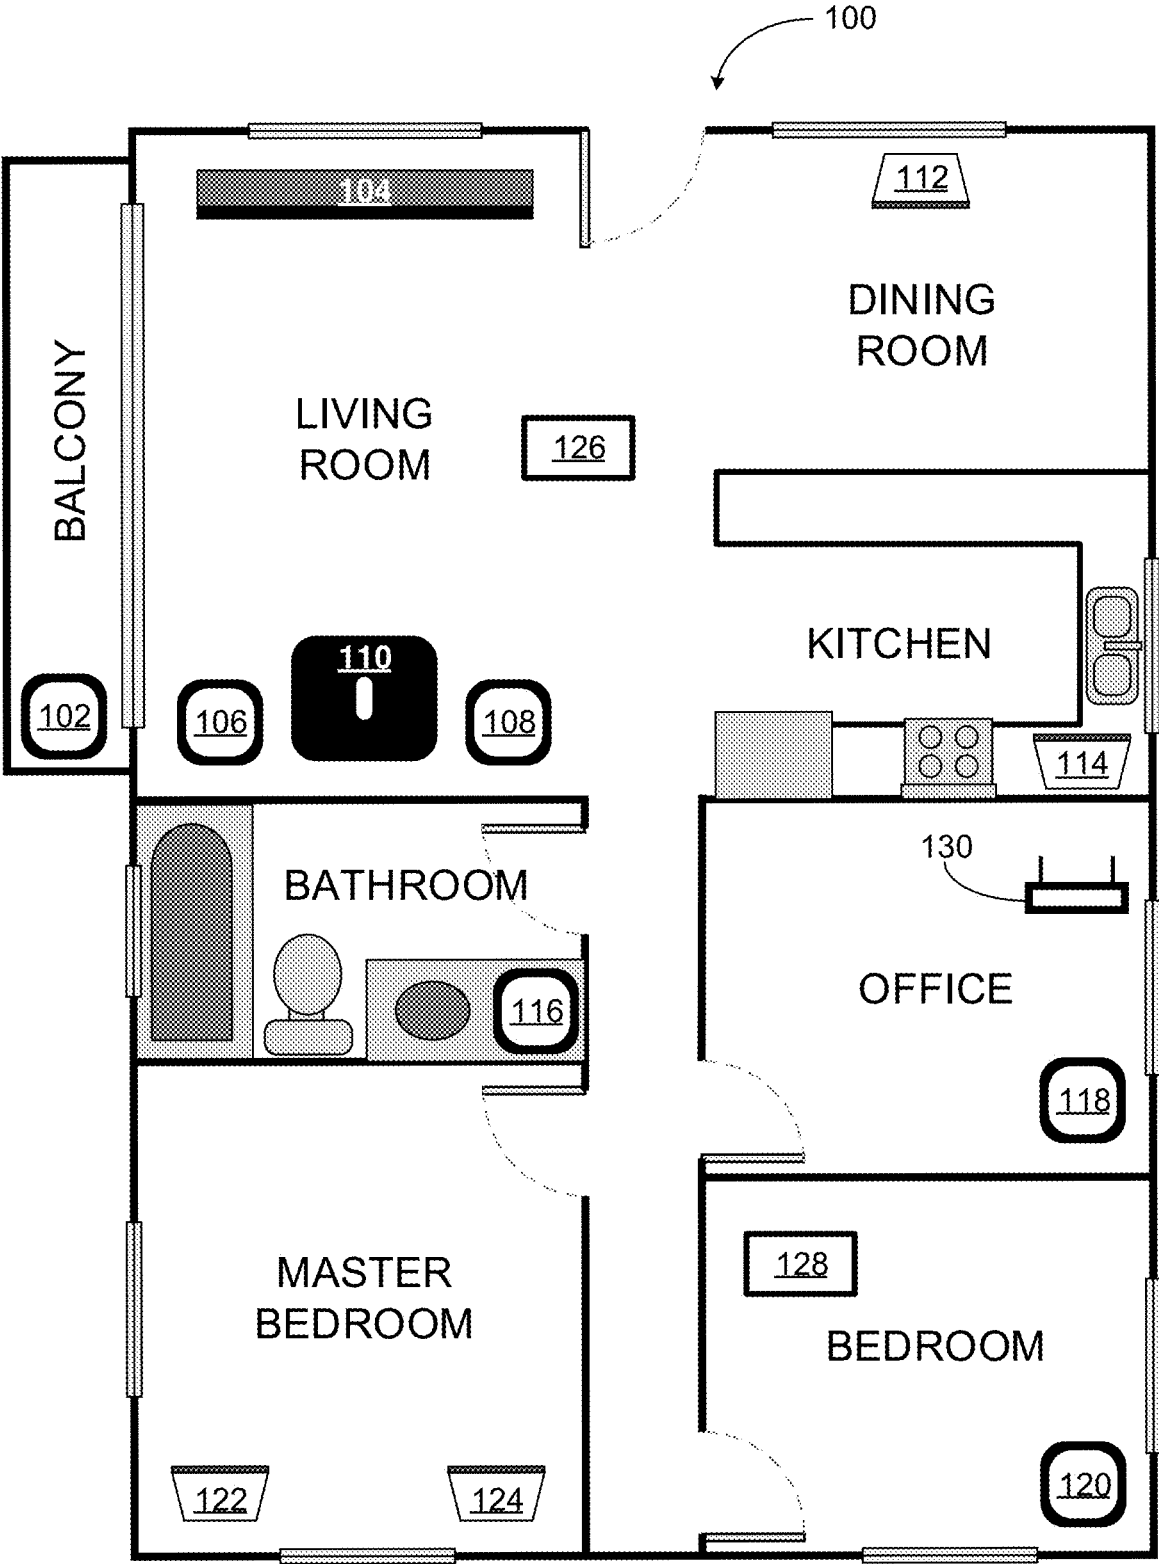 100
104
112
DINING
ROOM
BALCONY
LIVING
ROOM
126
KITCHEN
110
102
106
108
114
130
BATHROOM
OFFICE
116
118
128
MASTER
BEDROOM
BEDROOM
122
124
120